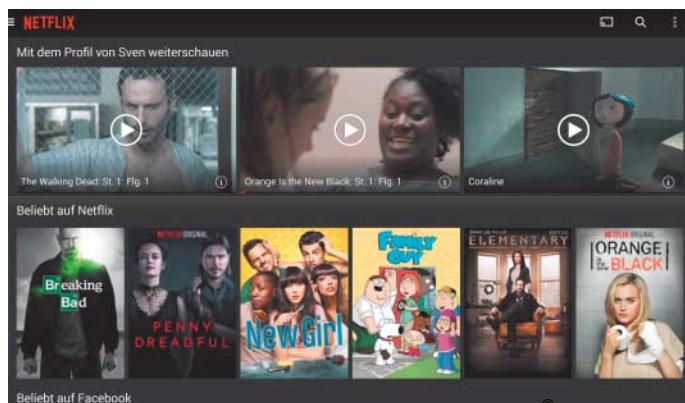 NETFLIX
Mit dem Profil von Sven weiterschauen
The Walking Dead: St. 1: Flg. 1
Orange Is the New Black: St. 1: Flg. 1
Coraline
Beliebt auf Netflix
Breaking
Bad
NETFLIX ORIGINAL
PENNY
DREADFUL
New Girl
FAMILY
GUY
ELEMENTARY
NETFLIX ORIGINAL
ORANGE
is the new
BLACK
Beliebt auf Facebook